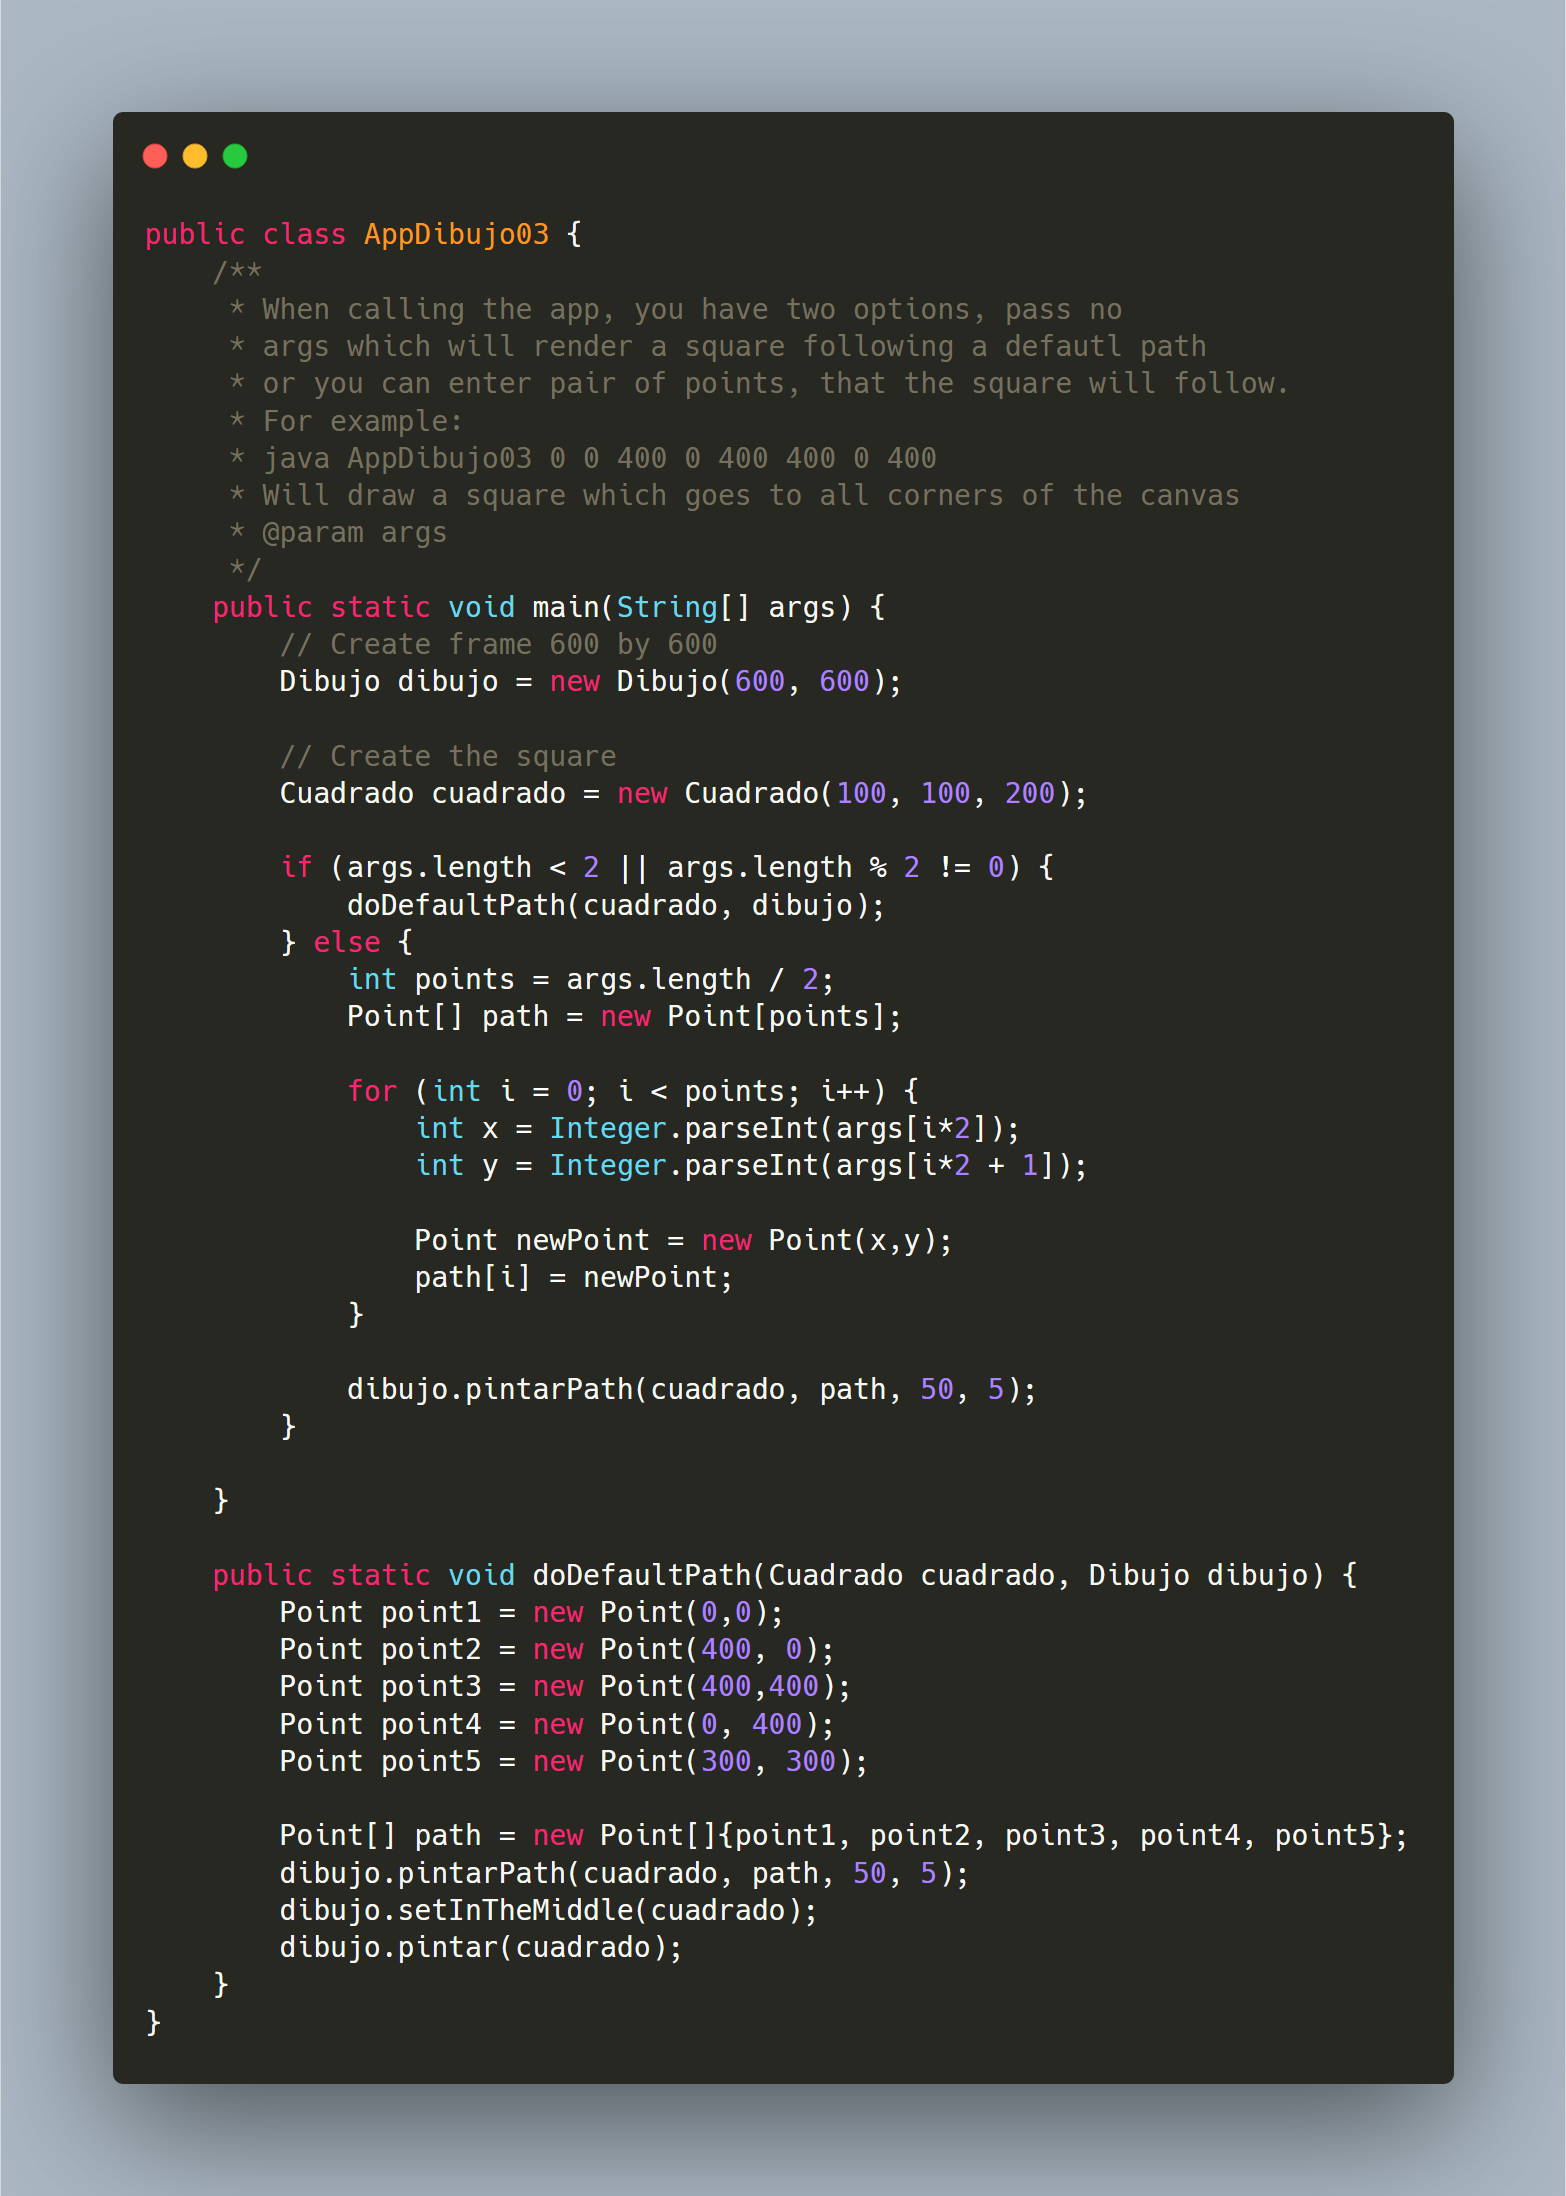 public class AppDibujo03 {
    /**
     * When calling the app, you have two options, pass no
     * args which will render a square following a defautl path
     * or you can enter pair of points, that the square will follow.
     * For example:
     * java AppDibujo03 0 0 400 0 400 400 0 400
     * Will draw a square which goes to all corners of the canvas
     * @param args
     */
    public static void main(String[] args) {
        // Create frame 600 by 600
        Dibujo dibujo = new Dibujo(600, 600);

        // Create the square
        Cuadrado cuadrado = new Cuadrado(100, 100, 200);

        if (args.length < 2 || args.length % 2 != 0) {
            doDefaultPath(cuadrado, dibujo);
        } else {
            int points = args.length / 2;
            Point[] path = new Point[points];

            for (int i = 0; i < points; i++) {
                int x = Integer.parseInt(args[i*2]);
                int y = Integer.parseInt(args[i*2 + 1]);

                Point newPoint = new Point(x,y);
                path[i] = newPoint;
            }

            dibujo.pintarPath(cuadrado, path, 50, 5);
        }

    }

    public static void doDefaultPath(Cuadrado cuadrado, Dibujo dibujo) {
        Point point1 = new Point(0,0);
        Point point2 = new Point(400, 0);
        Point point3 = new Point(400,400);
        Point point4 = new Point(0, 400);
        Point point5 = new Point(300, 300);

        Point[] path = new Point[]{point1, point2, point3, point4, point5};
        dibujo.pintarPath(cuadrado, path, 50, 5);
        dibujo.setInTheMiddle(cuadrado);
        dibujo.pintar(cuadrado);
    }
}